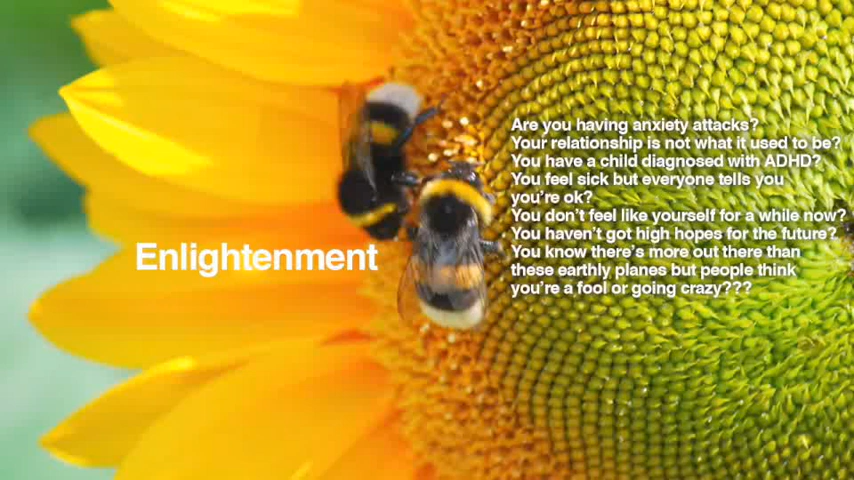 Enlightenment
Are you having anxiety attacks?
Your relationship is not what it used to be?
You have a child diagnosed with ADHD?
You feel sick but everyone tells you
you're ok?
You don't feel like yourself for a while now?
You haven't got high hopes for the future?
You know there's more out there than
these earthly planes but people think
you're a fool or going crazy???